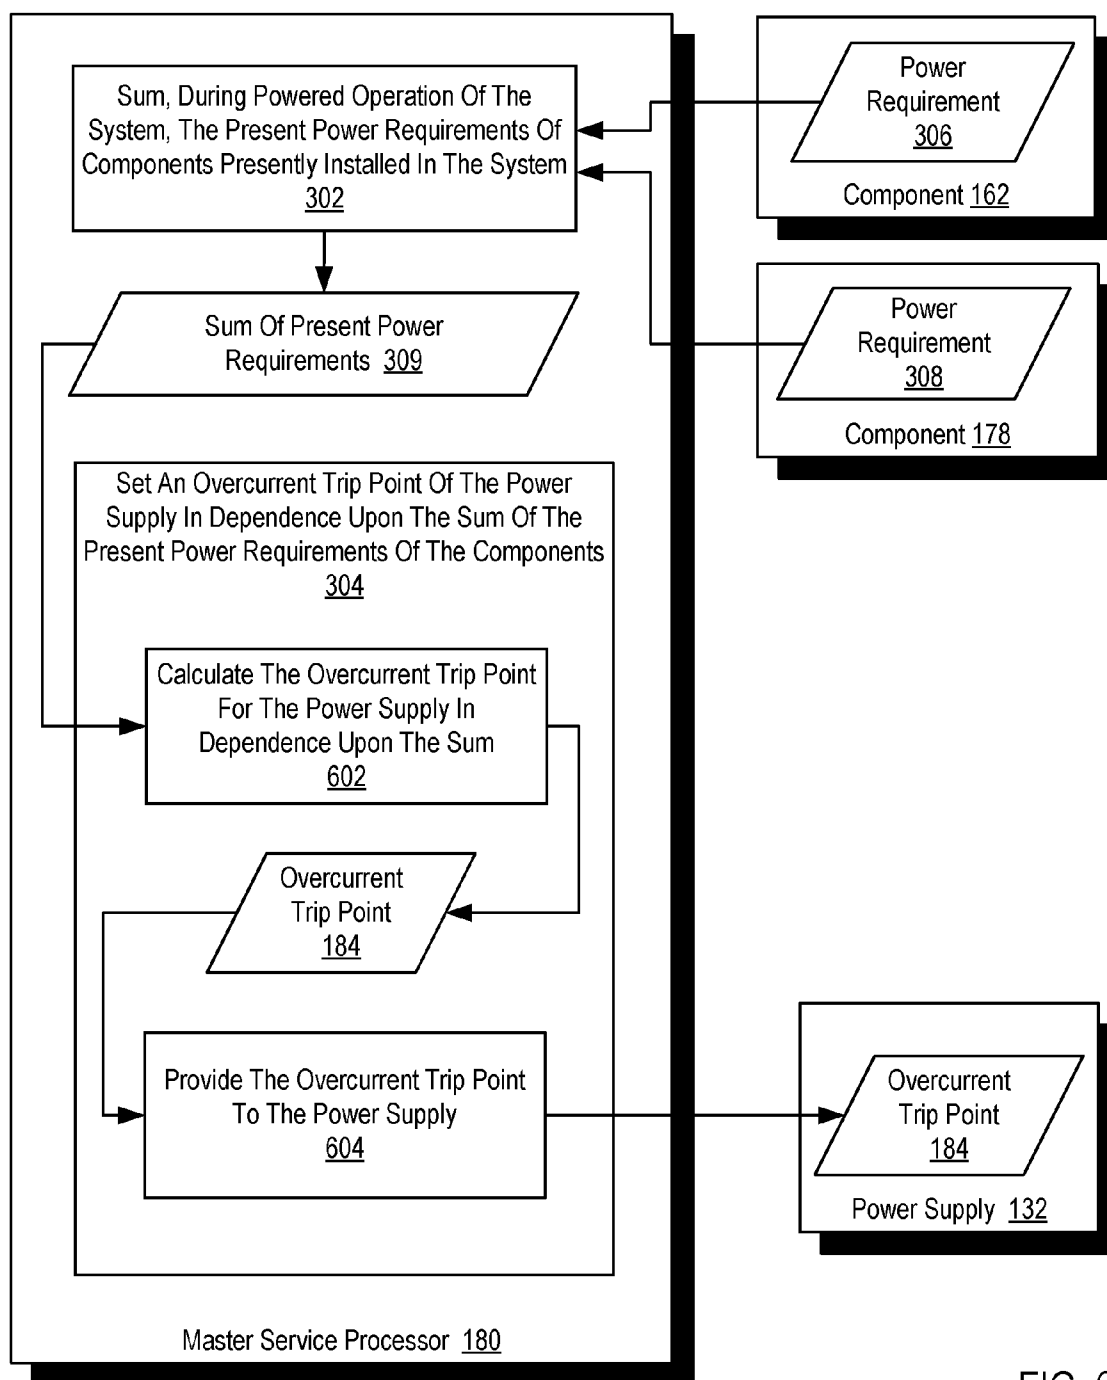 Sum, During Powered Operation Of The
System, The Present Power Requirements Of
Components Presently Installed In The System
302
Power
Requirement
306
Component 162
Sum Of Present Power
Requirements 309
Power
Requirement
308
Component 178
Set An Overcurrent Trip Point Of The Power
Supply In Dependence Upon The Sum Of The
Present Power Requirements Of The Components
304
Calculate The Overcurrent Trip Point
For The Power Supply In
Dependence Upon The Sum
602
Overcurrent
Trip Point
184
Provide The Overcurrent Trip Point
To The Power Supply
604
Overcurrent
Trip Point
184
Power Supply 132
Master Service Processor 180
FIG.